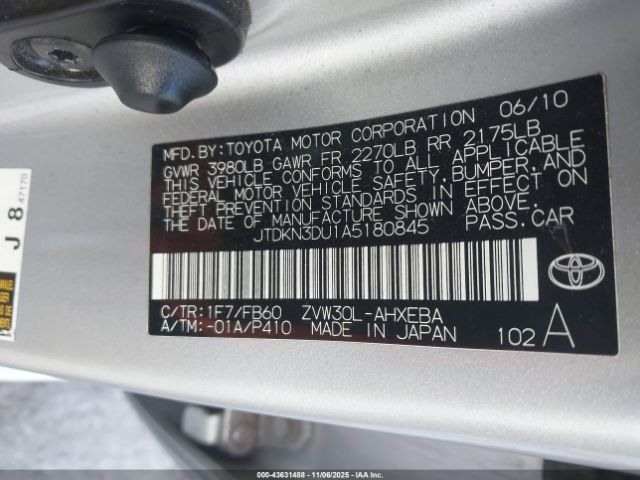 MFD. BY: TOYOTA MOTOR CORPORATION 06/10
GVWR 3980LB GAWR FR 2270LB RR 2175LB
THIS VEHICLE CONFORMS TO ALL APPLICABLE
FEDERAL MOTOR VEHICLE SAFETY, BUMPER, AND
THEFT PREVENTION STANDARDS IN EFFECT ON
THE DATE OF MANUFACTURE SHOWN ABOVE.
JTDKN3DU1A5180845 PASS. CAR
C/TR: 1F7/FB60 ZVW30L-AHXEBA
A/TM: -01A/P410 MADE IN JAPAN 102 A
J 8 47170
000-43631488 - 11/06/2025 - IAAI.COM